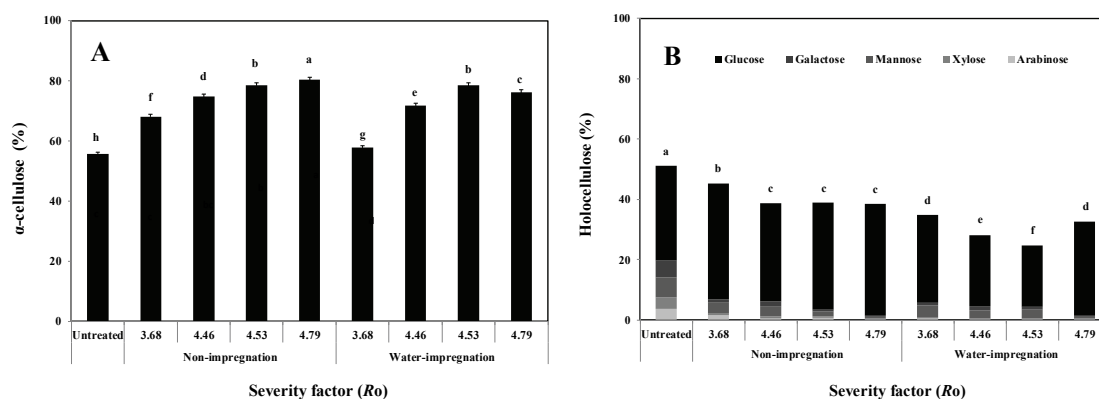 A
α-cellulose (%)
100
80
60
40
20
0
h
f
d
b
a
g
e
b
c
Untreated 3.68 4.46 4.53 4.79 3.68 4.46 4.53 4.79
Non-impregnation Water-impregnation
Severity factor (Ro)
B
Glucose Galactose Mannose Xylose Arabinose
Holocellulose (%)
100
80
60
40
20
0
a
b
c
c
c
d
e
f
d
Untreated 3.68 4.46 4.53 4.79 3.68 4.46 4.53 4.79
Non-impregnation Water-impregnation
Severity factor (Ro)